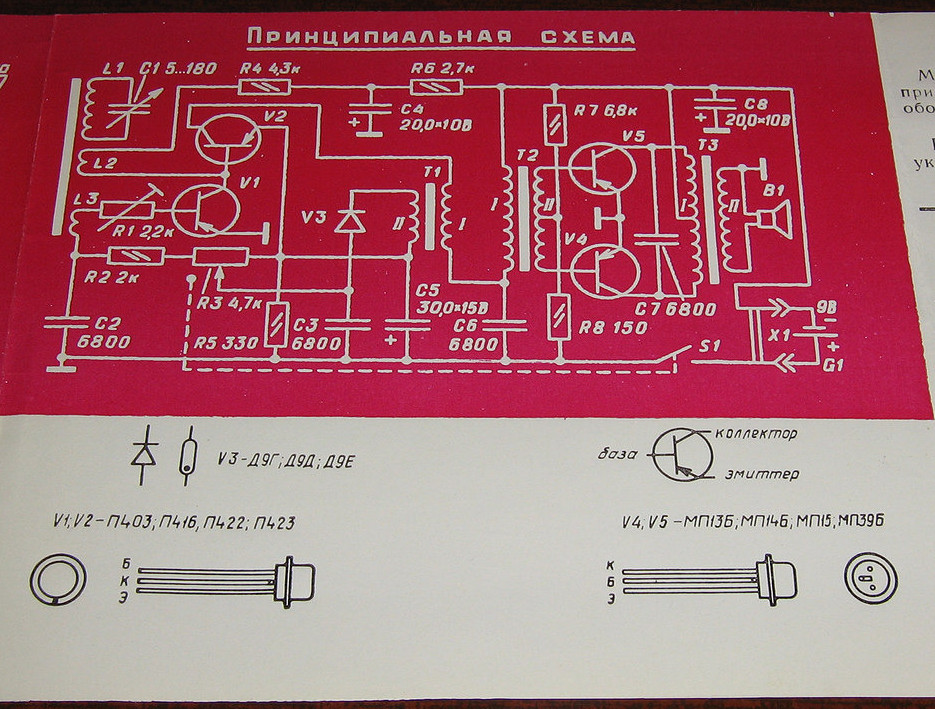 Принципиальная схема
L1 C1 5...180
R4 4,3к
R6 2,7к
C4
20,0×10В
V2
R7 6,8к
C8
20,0×10В
V5
L2
V1
T1
T2
T3
L3
R1 2,2к
V3
II
I
I
II
I
II
B1
V4
R2 2к
R3 4,7к
C5
30,0×15В
C7 6800
9В
C2
6800
R5 330
C3
6800
C6
6800
R8 150
S1
X1
G1
V3-Д9Г; Д9Д; Д9Е
коллектор
база
эмиттер
V1; V2-П403; П416, П422; П423
V4; V5-МП13Б; МП14Б; МП15, МП39Б
Б
К
Э
К
Б
Э
М
при
обо
ук